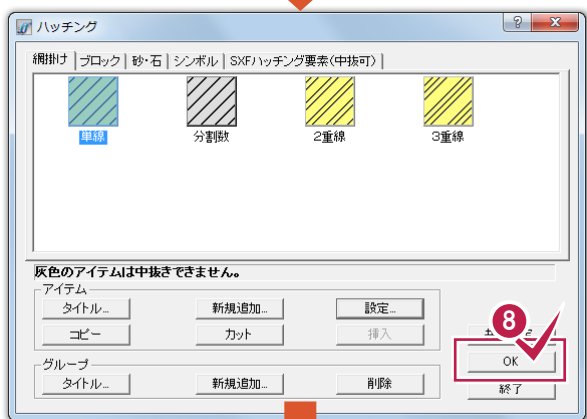 ハッチング
網掛け ブロック 砂・石 シンボル SXFハッチング要素(中抜可)
単線 分割数 2重線 3重線
灰色のアイテムは中抜きできません。
アイテム
タイトル... 新規追加... 設定...
コピー カット 挿入
8
グループ
OK
タイトル... 新規追加... 削除
終了